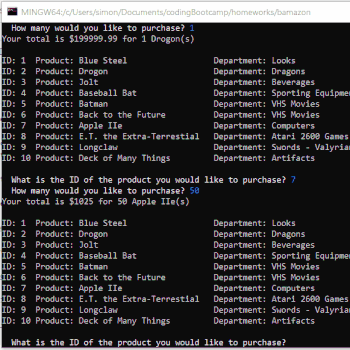 MINGW64:/c/Users/simon/Documents/codingBootcamp/homeworks/bamazon
How many would you like to purchase? 1
Your total is $199999.99 for 1 Drogon(s)
ID: 1 Product: Blue Steel Department: Looks
ID: 2 Product: Drogon Department: Dragons
ID: 3 Product: Jolt Department: Beverages
ID: 4 Product: Baseball Bat Department: Sporting Equipme
ID: 5 Product: Batman Department: VHS Movies
ID: 6 Product: Back to the Future Department: VHS Movies
ID: 7 Product: Apple IIe Department: Computers
ID: 8 Product: E.T. the Extra-Terrestial Department: Atari 2600 Games
ID: 9 Product: Longclaw Department: Swords - Valyria
ID: 10 Product: Deck of Many Things Department: Artifacts
What is the ID of the product you would like to purchase? 7
How many would you like to purchase? 50
Your total is $1025 for 50 Apple IIe(s)
ID: 1 Product: Blue Steel Department: Looks
ID: 2 Product: Drogon Department: Dragons
ID: 3 Product: Jolt Department: Beverages
ID: 4 Product: Baseball Bat Department: Sporting Equipme
ID: 5 Product: Batman Department: VHS Movies
ID: 6 Product: Back to the Future Department: VHS Movies
ID: 7 Product: Apple IIe Department: Computers
ID: 8 Product: E.T. the Extra-Terrestial Department: Atari 2600 Games
ID: 9 Product: Longclaw Department: Swords - Valyria
ID: 10 Product: Deck of Many Things Department: Artifacts
What is the ID of the product you would like to purchase?